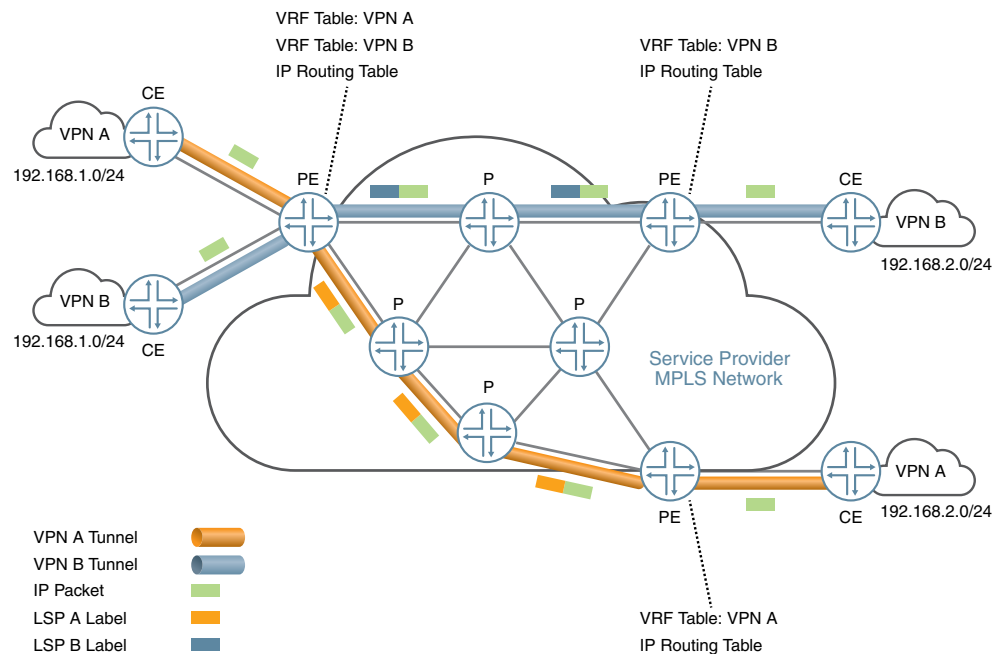 VRF Table: VPN A
VRF Table: VPN B
IP Routing Table
VRF Table: VPN B
IP Routing Table
CE
VPN A
192.168.1.0/24
PE
P
PE
CE
VPN B
192.168.2.0/24
VPN B
192.168.1.0/24
CE
P
P
Service Provider
MPLS Network
P
VPN A
192.168.2.0/24
PE
CE
VPN A Tunnel
VPN B Tunnel
IP Packet
LSP A Label
LSP B Label
VRF Table: VPN A
IP Routing Table